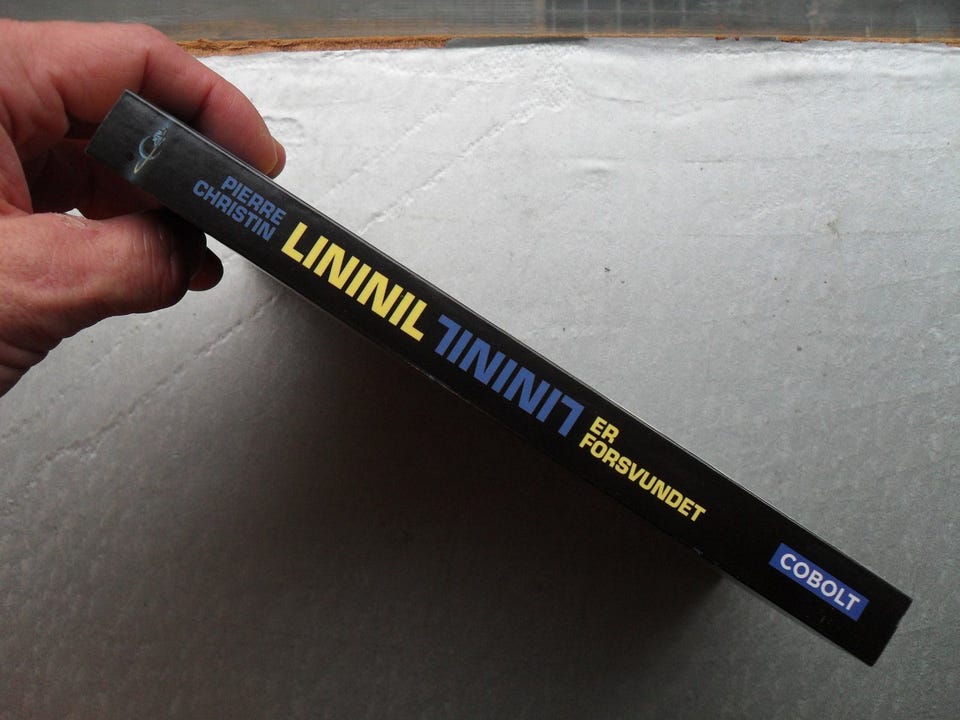 PIERRE
CHRISTIN
LININIL
LININIL
ER
FORSVUNDET
COBOLT